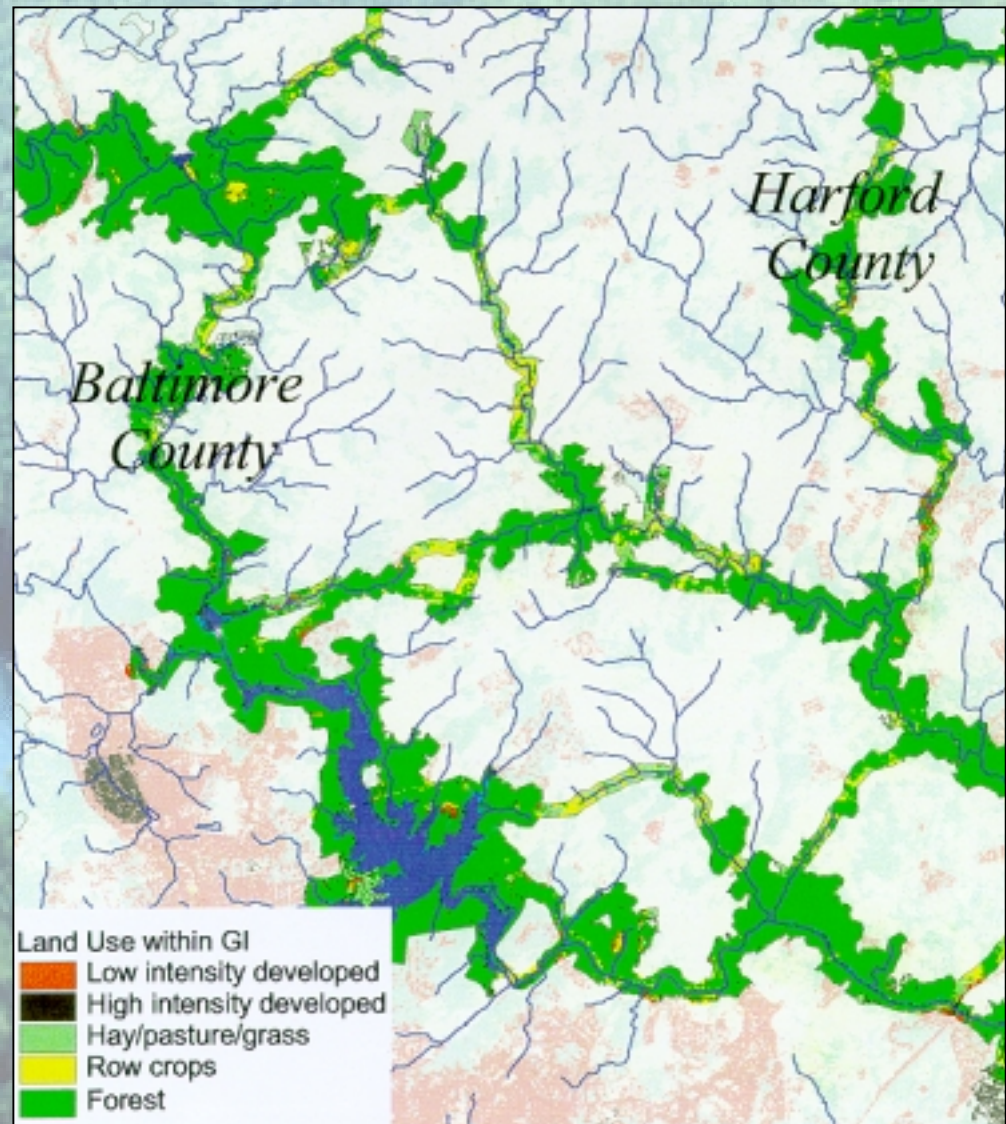 Harford
County
Baltimore
County
Land Use within GI
Low intensity developed
High intensity developed
Hay/pasture/grass
Row crops
Forest